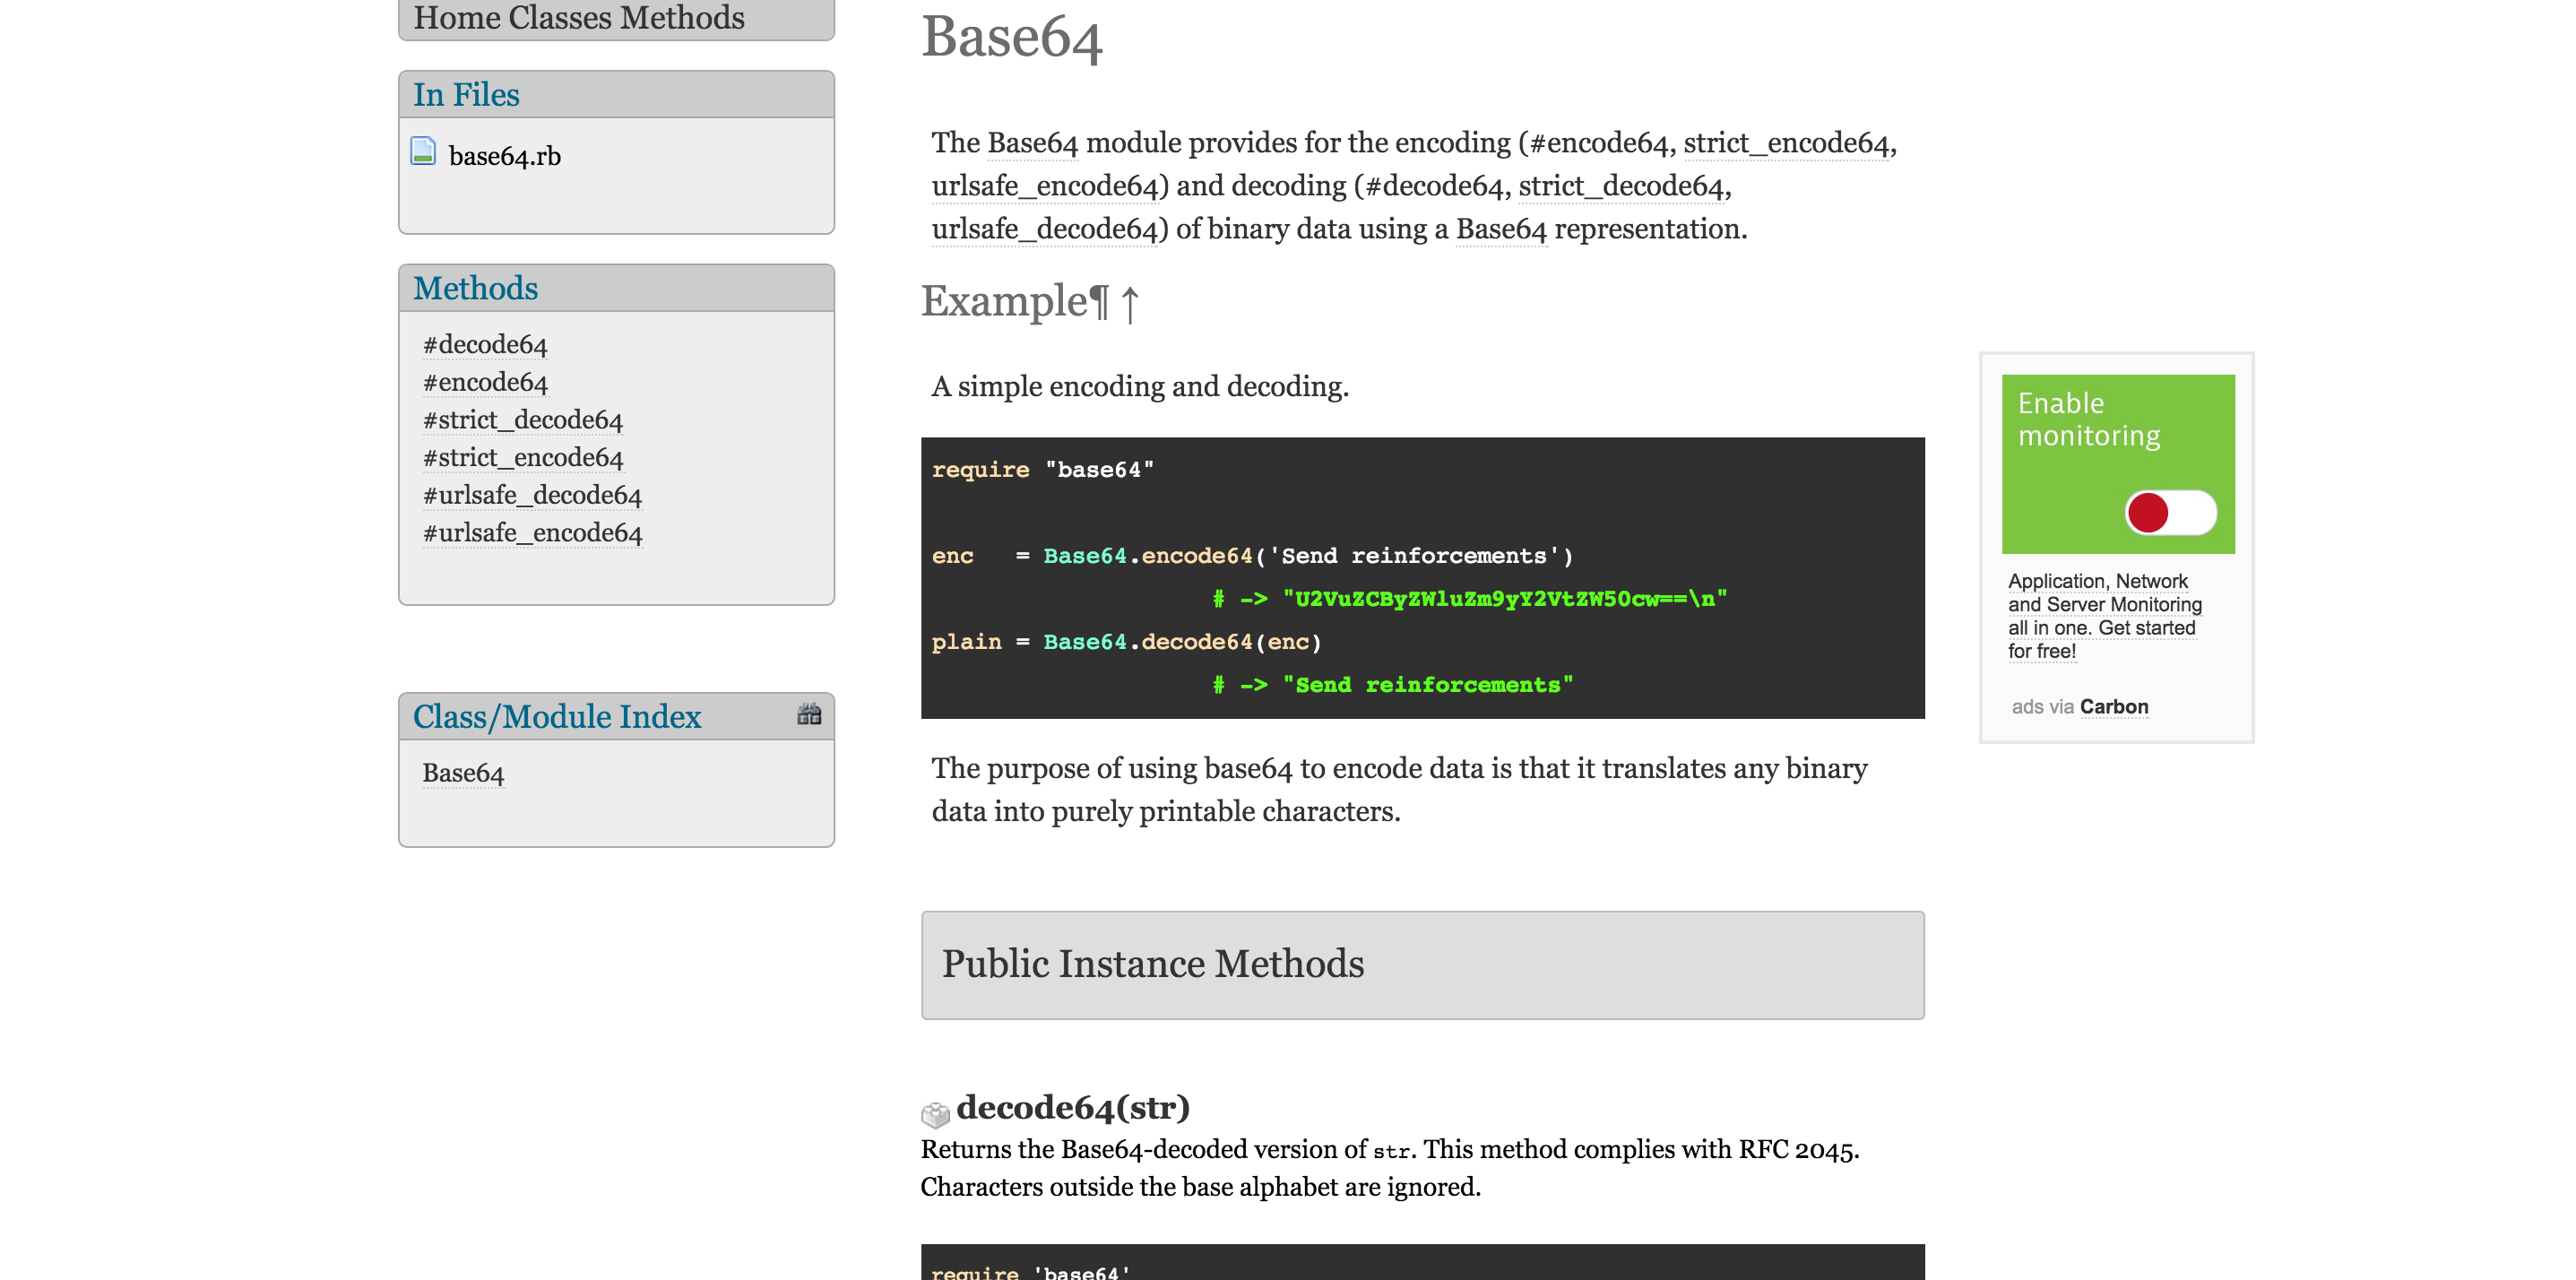 Home Classes Methods
In Files
base64.rb
Methods
#decode64
#encode64
#strict_decode64
#strict_encode64
#urlsafe_decode64
#urlsafe_encode64
Class/Module Index
Base64
Base64
The Base64 module provides for the encoding (#encode64, strict_encode64,
urlsafe_encode64) and decoding (#decode64, strict_decode64,
urlsafe_decode64) of binary data using a Base64 representation.
Example¶ ↑
A simple encoding and decoding.
require "base64"
enc   = Base64.encode64('Send reinforcements')
                    # -> "U2VuZCByZWluZm9yY2VtZW50cw==\n"
plain = Base64.decode64(enc)
                    # -> "Send reinforcements"
The purpose of using base64 to encode data is that it translates any binary
data into purely printable characters.
Public Instance Methods
decode64(str)
Returns the Base64-decoded version of str. This method complies with RFC 2045.
Characters outside the base alphabet are ignored.
require 'base64'
Enable
monitoring
Application, Network
and Server Monitoring
all in one. Get started
for free!
ads via Carbon